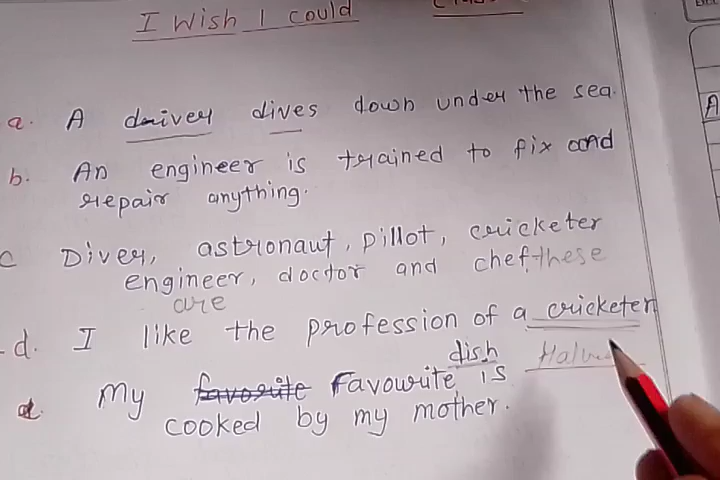 I Wish I Could
a. A driver dives down under the sea.
b. An engineer is trained to fix and
repair anything.
c Diver, astronaut, pillot, cricketer
engineer, doctor and chef. these
are
d. I like the profession of a cricketer
dish
d. My favorite Favourite is
cooked by my mother.
A